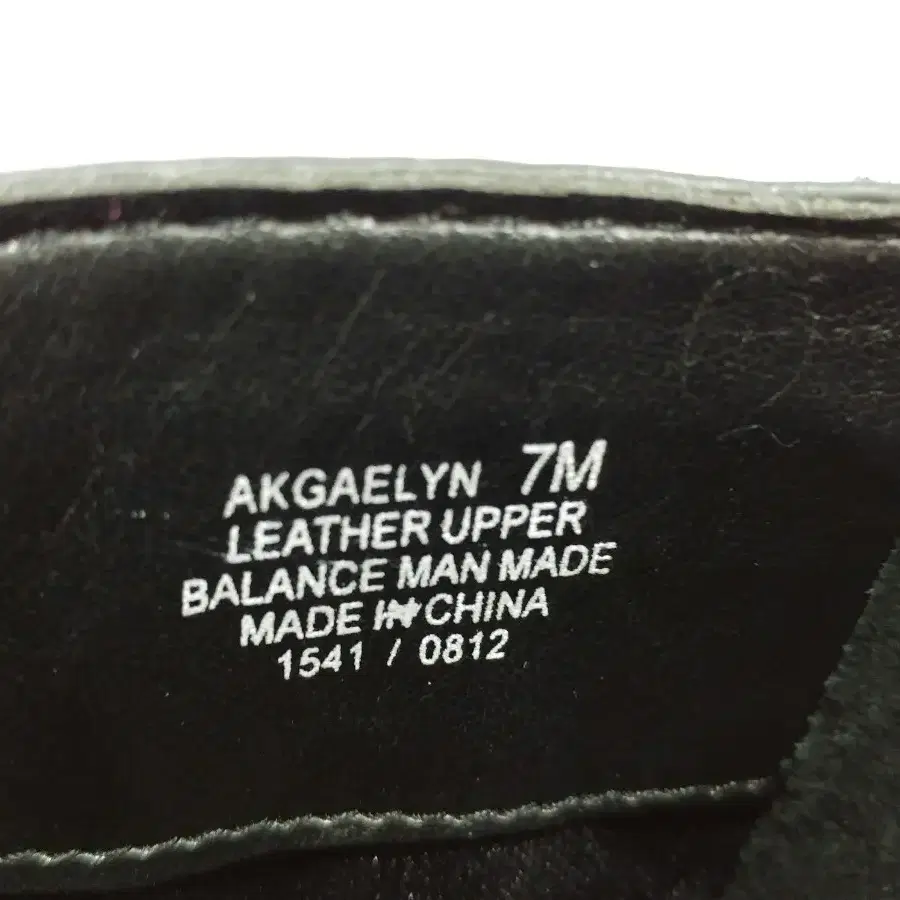 AKGAELYN 7M
LEATHER UPPER
BALANCE MAN MADE
MADE IN CHINA
1541 / 0812